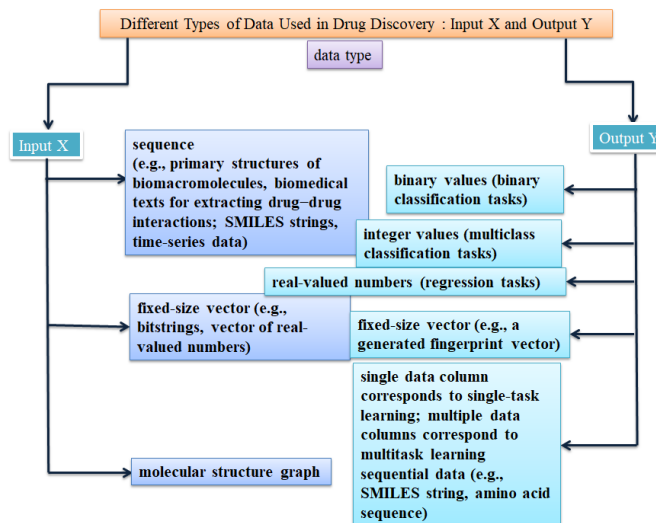 Different Types of Data Used in Drug Discovery : Input X and Output Y
data type
Input X
Output Y
sequence
(e.g., primary structures of
biomacromolecules, biomedical
texts for extracting drug–drug
interactions; SMILES strings,
time-series data)
fixed-size vector (e.g.,
bitstrings, vector of real-
valued numbers)
molecular structure graph
binary values (binary
classification tasks)
integer values (multiclass
classification tasks)
real-valued numbers (regression tasks)
fixed-size vector (e.g., a
generated fingerprint vector)
single data column
corresponds to single-task
learning; multiple data
columns correspond to
multitask learning
sequential data (e.g.,
SMILES string, amino acid
sequence)